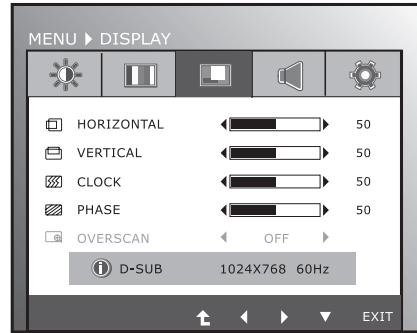 MENU DISPLAY
HORIZONTAL 50
VERTICAL 50
CLOCK 50
PHASE 50
OVERSCAN OFF
D-SUB 1024X768 60Hz
EXIT